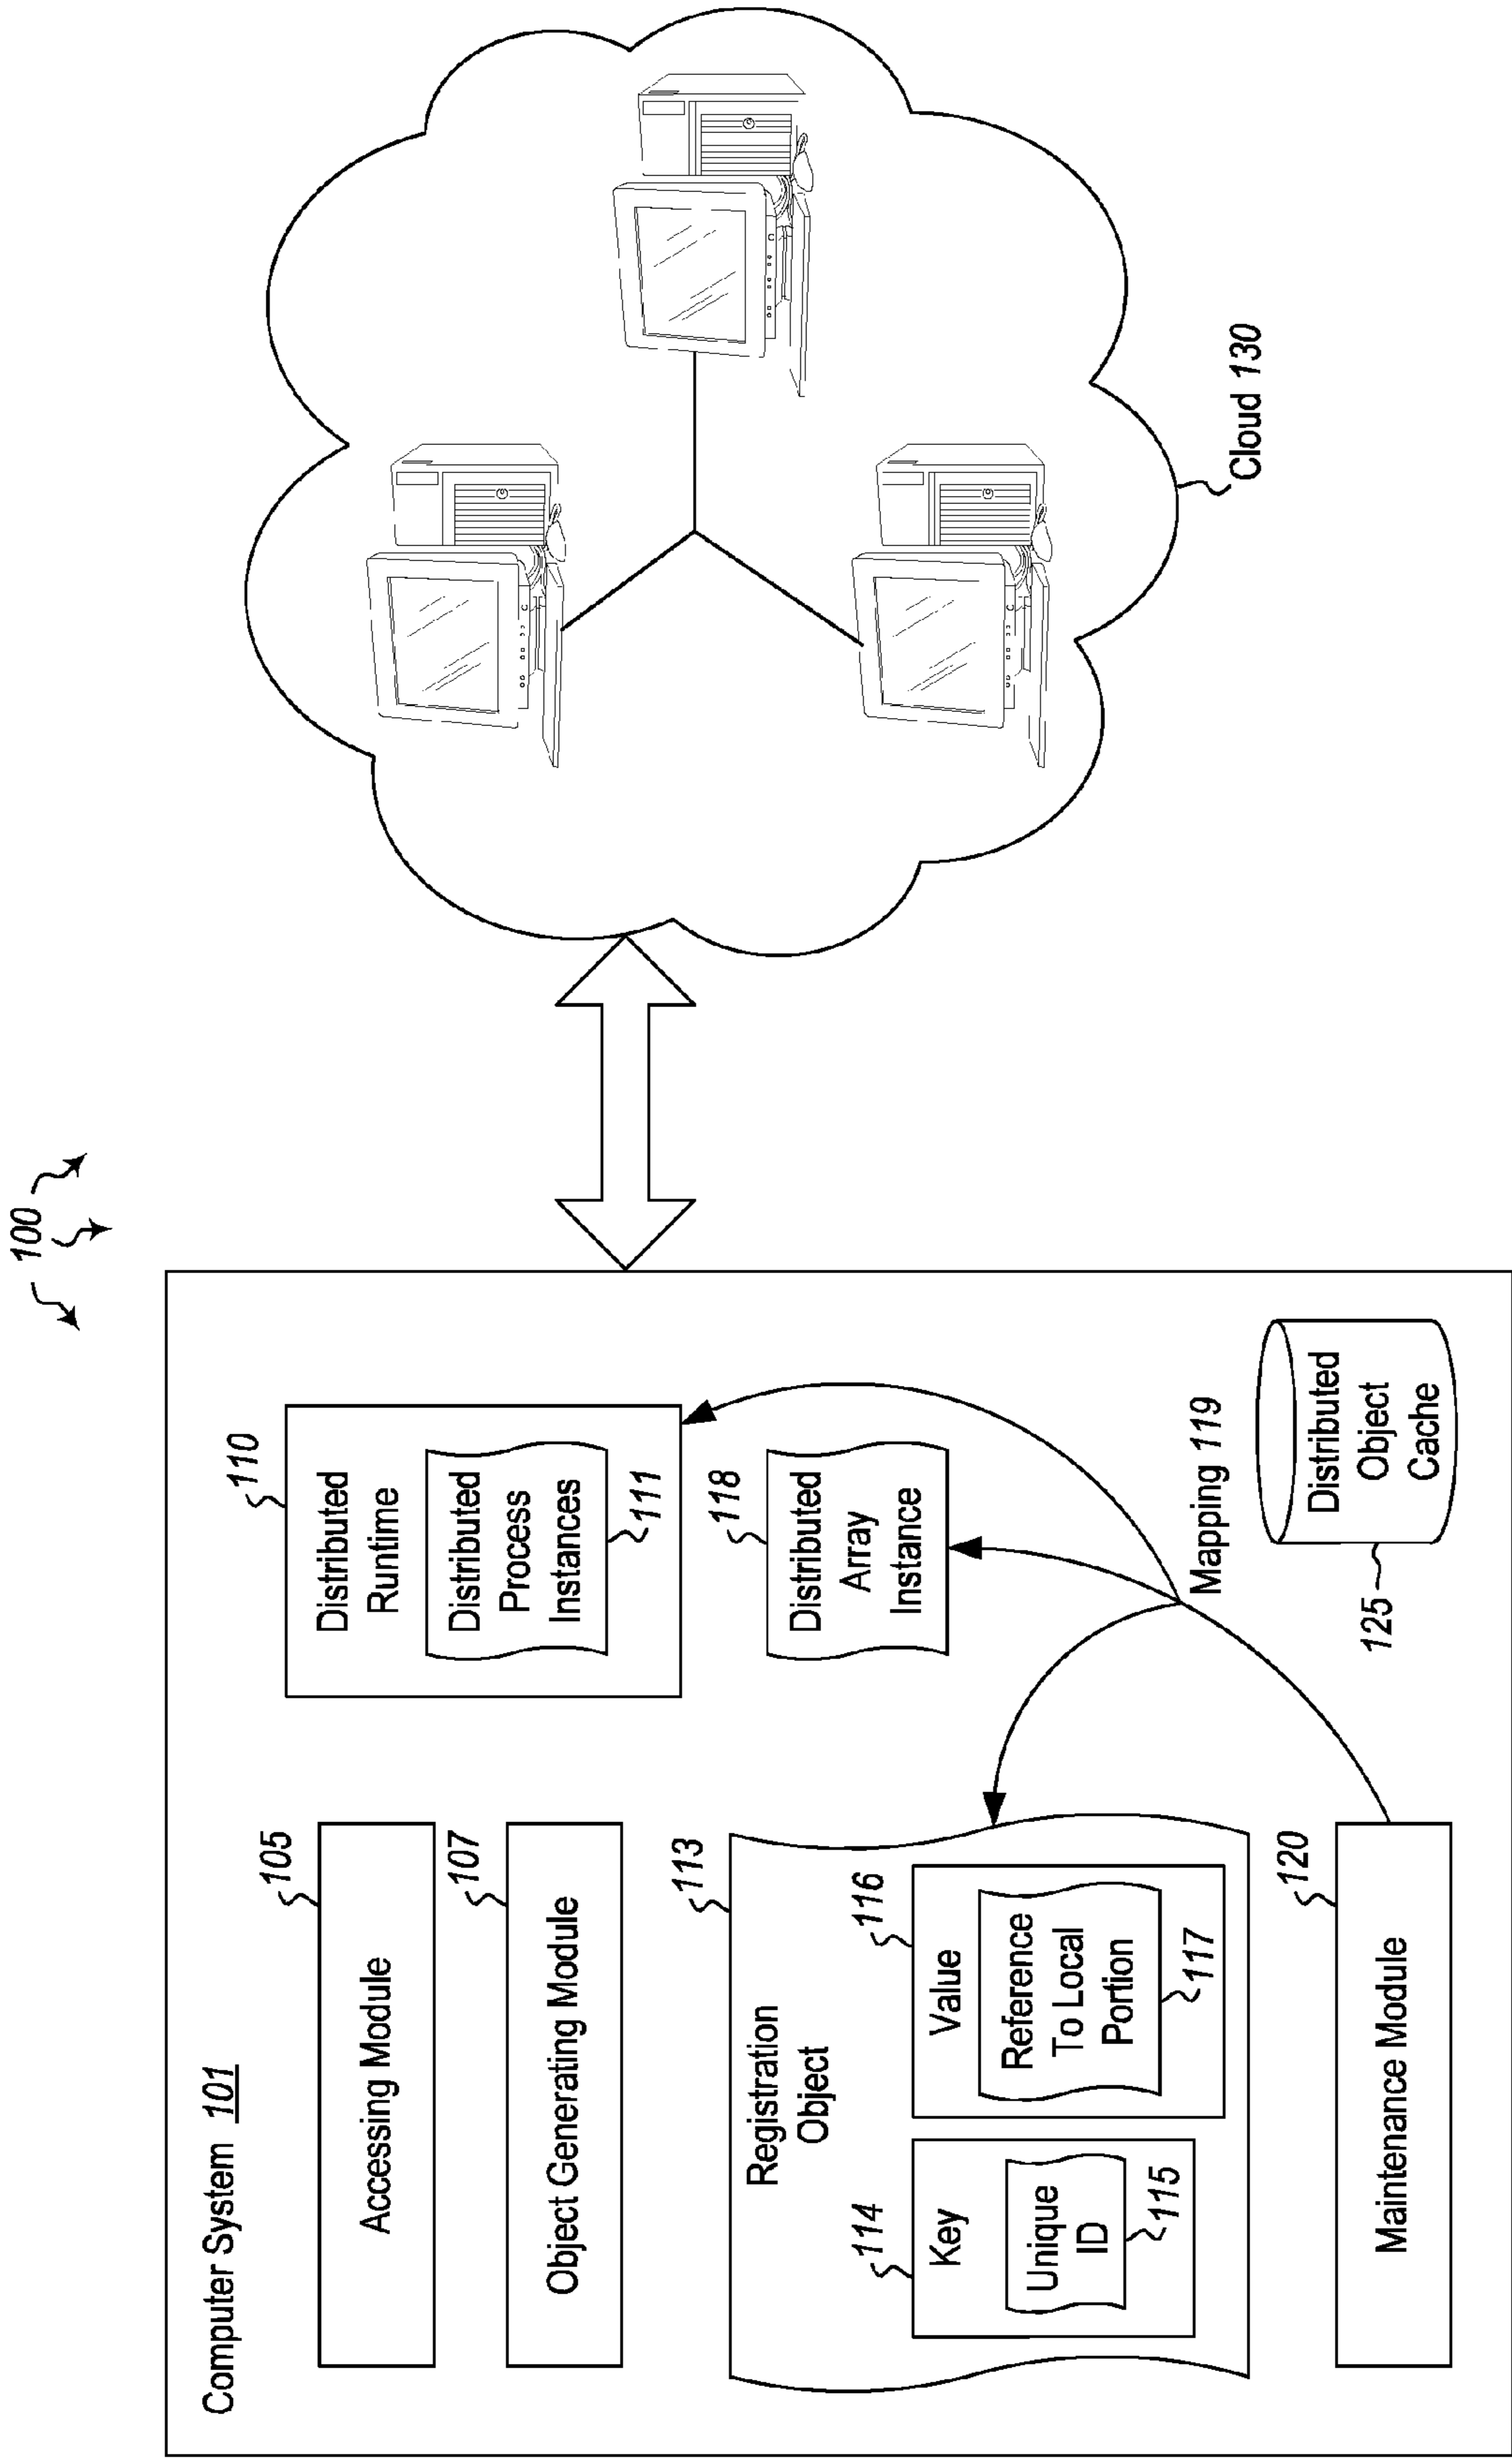 100
Computer System 101
105
Accessing Module
107
Object Generating Module
110
Distributed
Runtime
Distributed
Process
Instances
111
113
Registration
Object
114
Key
Unique
ID
115
116
Value
Reference
To Local
Portion
117
118
Distributed
Array
Instance
Mapping 119
120
Maintenance Module
125
Distributed
Object
Cache
Cloud 130